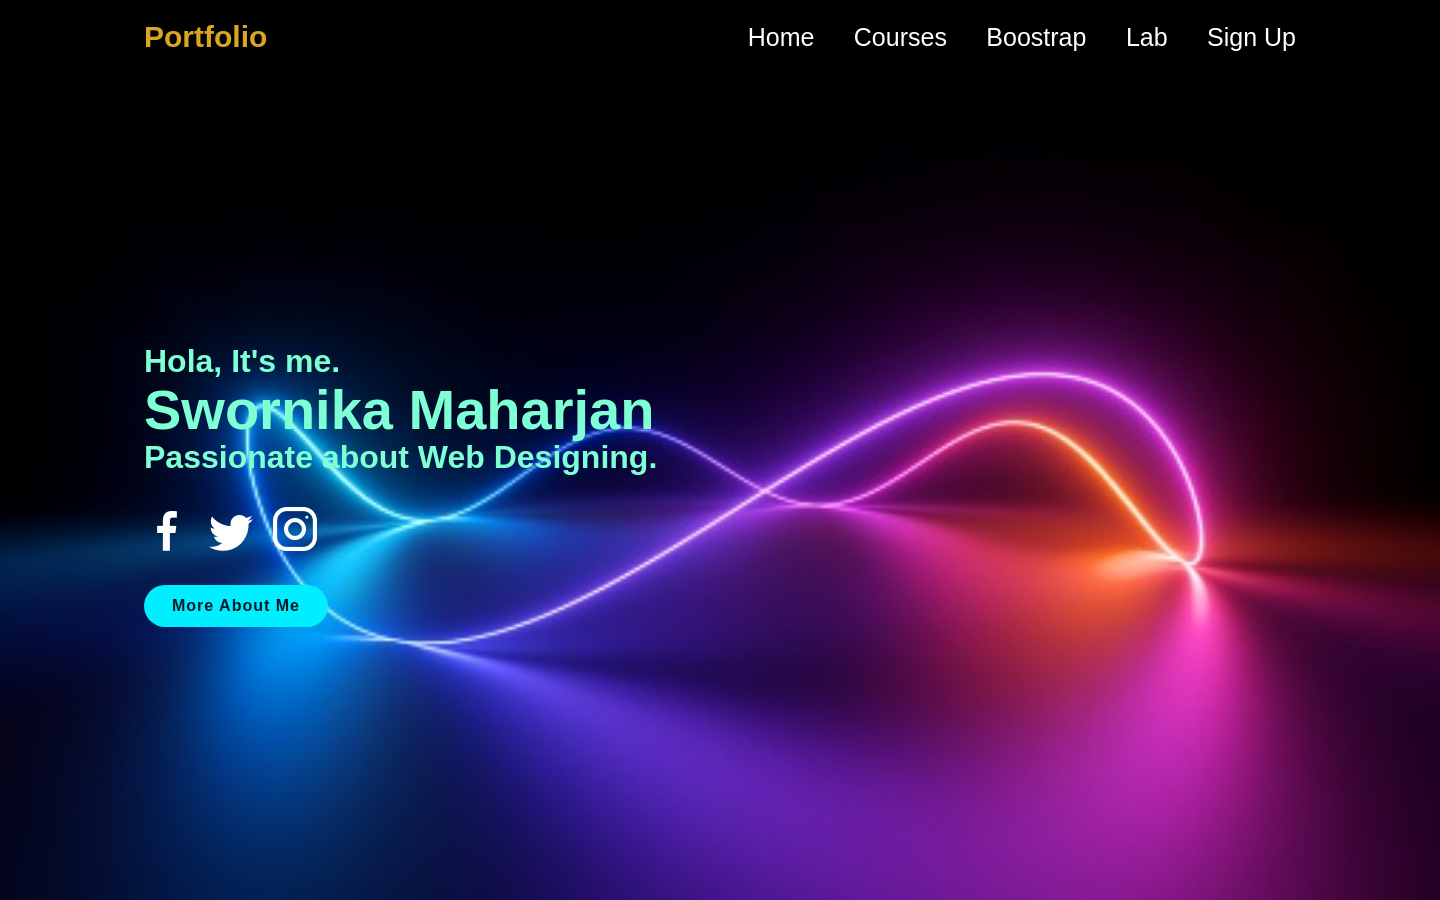 Portfolio
Home Courses Boostrap Lab Sign Up
Hola, It's me.
Swornika Maharjan
Passionate about Web Designing.
More About Me